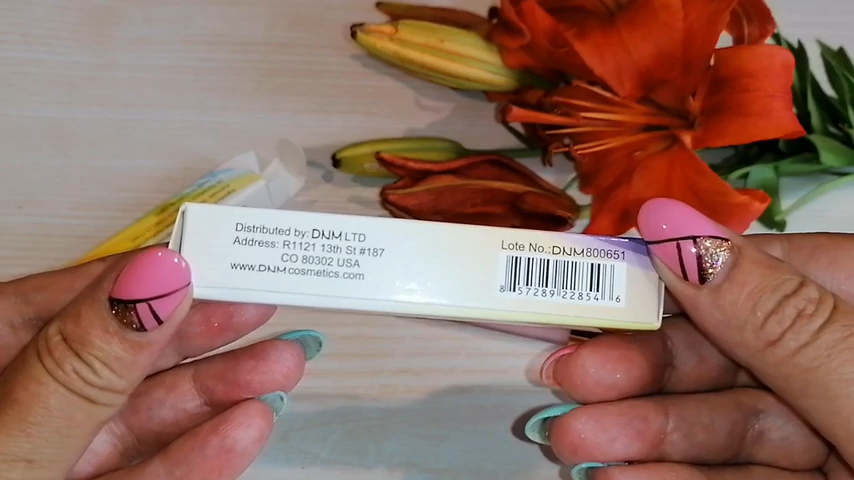 Distributed by: DNM LTD
Address: R1121 13th St #187
CO 80302 USA
www.DNMcosmetics.com
Lote No.:DNM800651
8 57289 22854 6